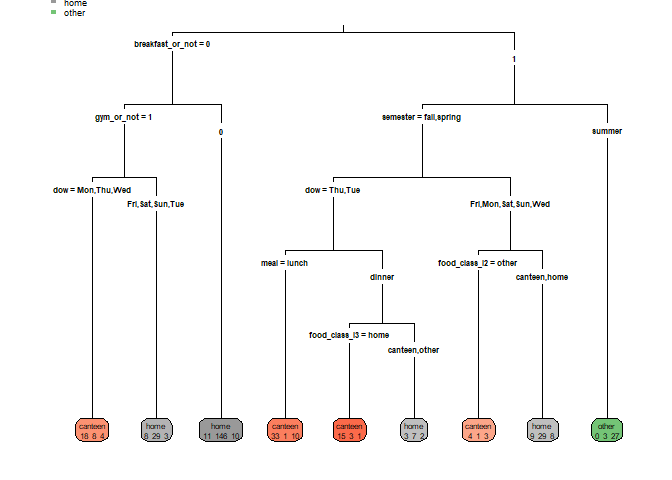 home
other
breakfast_or_not = 0
1
gym_or_not = 1
0
semester = fall,spring
summer
dow = Mon,Thu,Wed
Fri,Sat,Sun,Tue
dow = Thu,Tue
Fri,Mon,Sat,Sun,Wed
meal = lunch
dinner
food_class_l2 = other
canteen,home
food_class_l3 = home
canteen,other
canteen
18 8 4
home
8 29 3
home
11 146 10
canteen
33 1 10
canteen
15 3 1
home
3 7 2
canteen
4 1 3
home
9 29 8
other
0 3 27